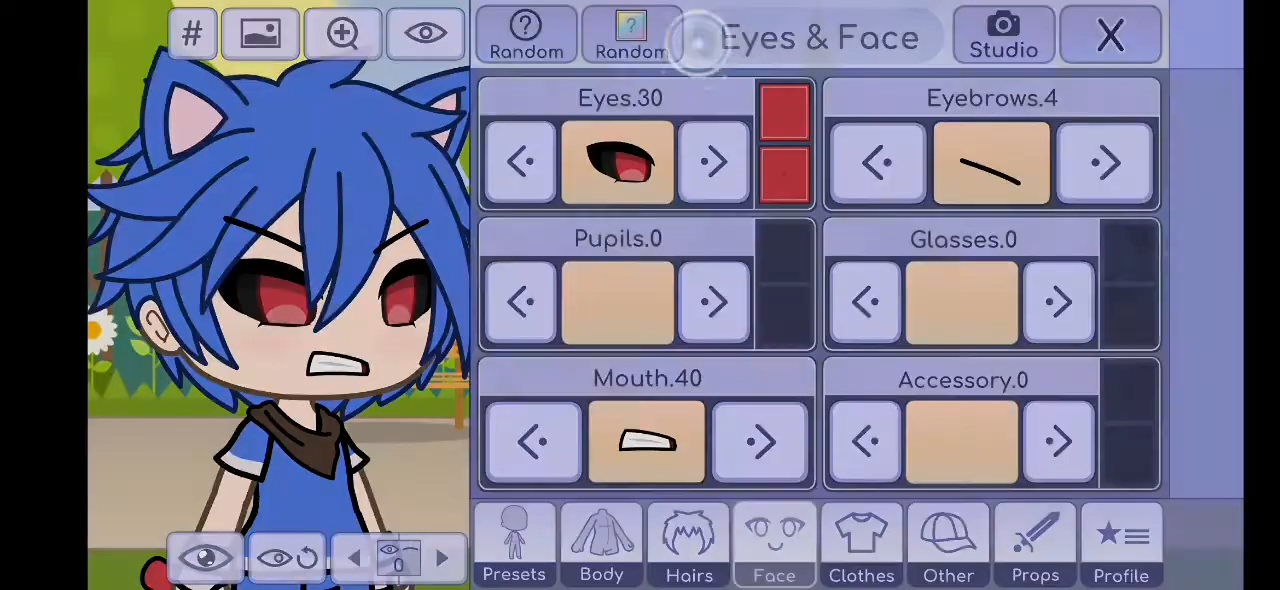 #
?
?
Eyes & Face
X
Random
Random
Studio
Eyes.30
Eyebrows.4
Pupils.0
Glasses.0
Mouth.40
Accessory.0
0
Presets
Body
Hairs
Face
Clothes
Other
Props
Profile